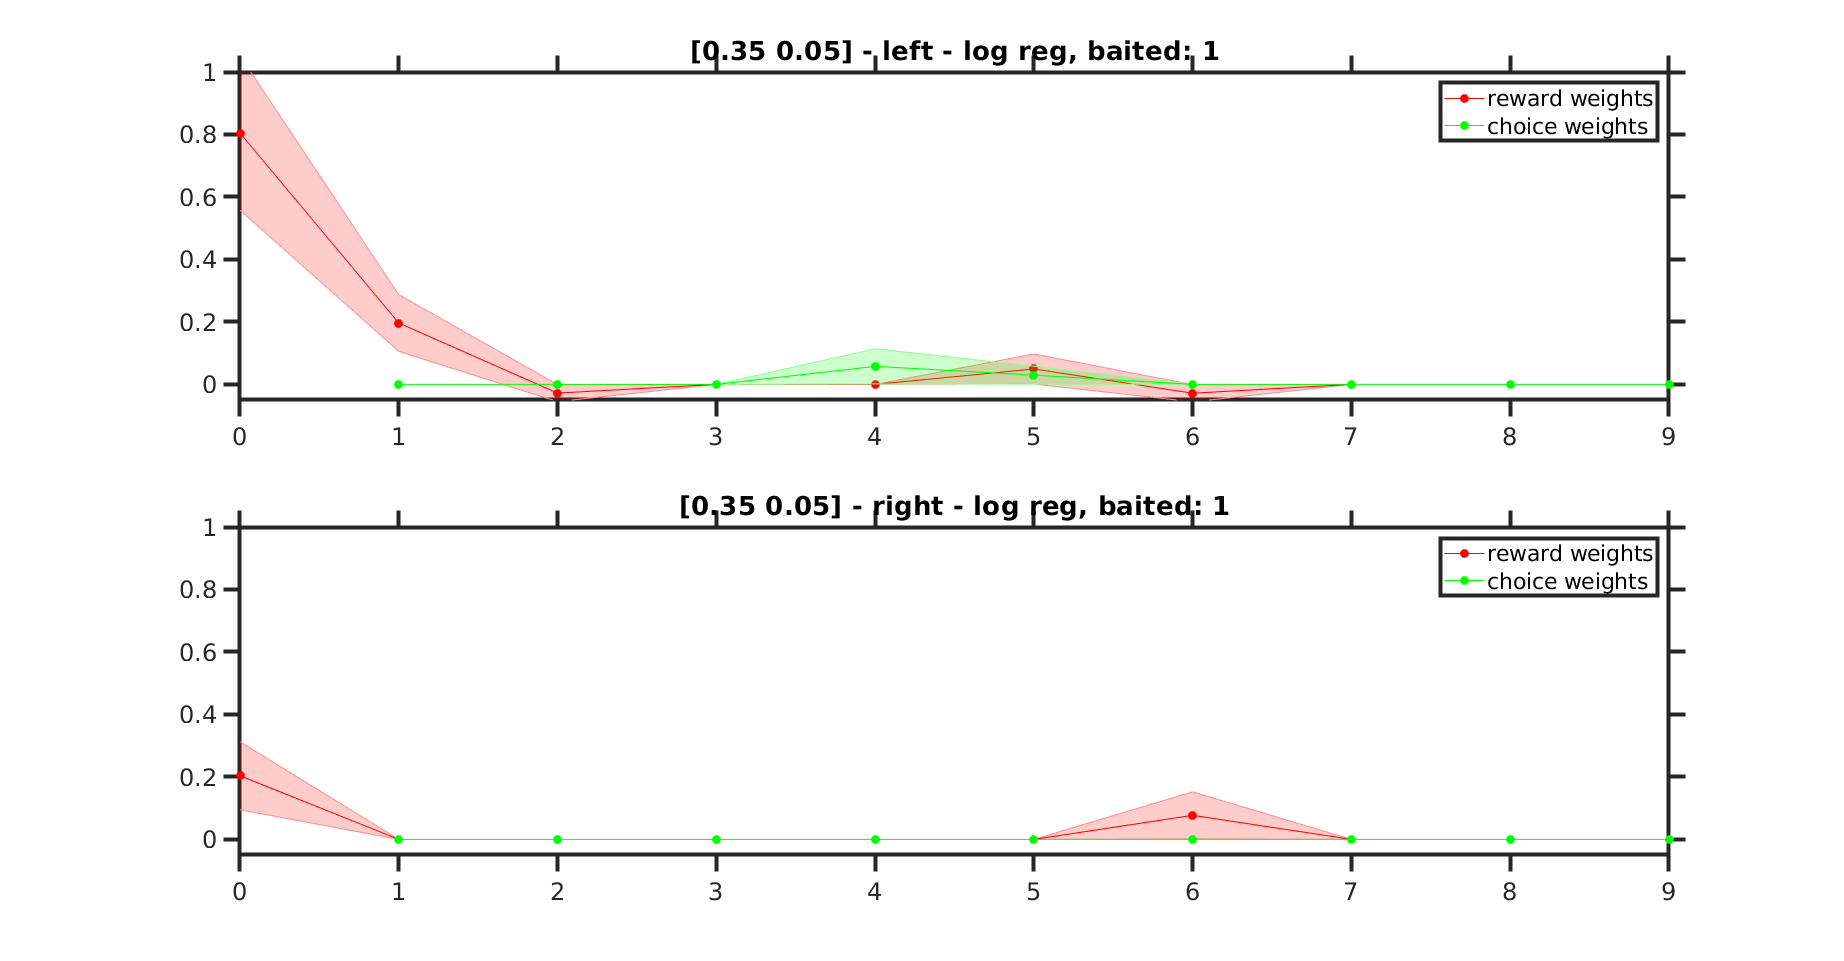 [0.35 0.05] - left - log reg, baited: 1
1
0.8
0.6
0.4
0.2
0
reward weights
choice weights
0 1 2 3 4 5 6 7 8 9
[0.35 0.05] - right - log reg, baited: 1
1
0.8
0.6
0.4
0.2
0
reward weights
choice weights
0 1 2 3 4 5 6 7 8 9